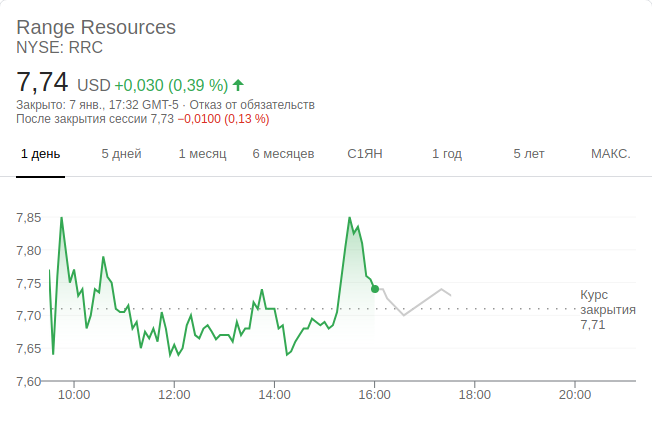 Range Resources
NYSE: RRC
7,74 USD +0,030 (0,39 %)
Закрыто: 7 янв., 17:32 GMT-5 · Отказ от обязательств
После закрытия сессии 7,73 −0,0100 (0,13 %)
1 день 5 дней 1 месяц 6 месяцев С1ЯН 1 год 5 лет МАКС.
7,85
7,80
7,75
7,70
7,65
7,60
Курс
закрытия
7,71
10:00 12:00 14:00 16:00 18:00 20:00